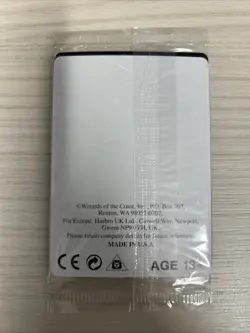 ©Wizards of the Coast, Inc., P.O. Box 707,
Renton, WA 98057-0707.
For Europe, Hasbro UK Ltd., Caswell Way, Newport,
Gwent NP9 0YH, UK.
Please retain company details for future reference.
MADE IN U.S.A.
CE AGE 13+